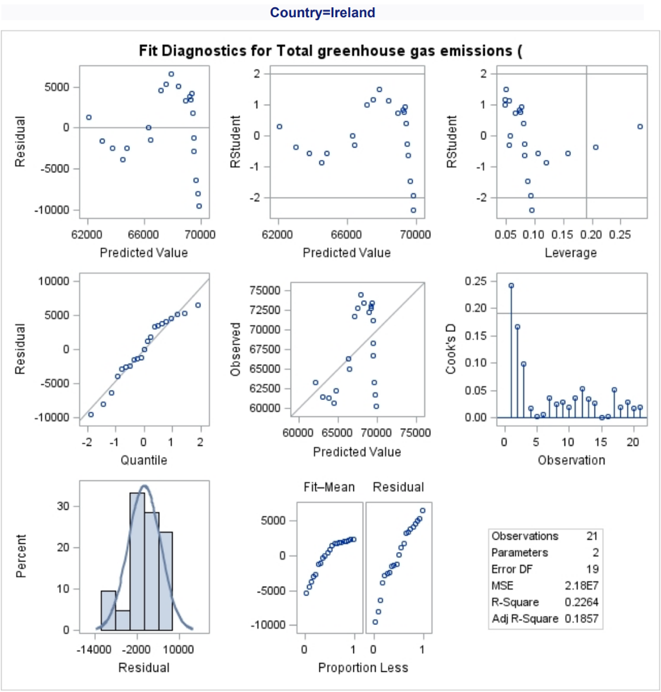 Country=Ireland
Fit Diagnostics for Total greenhouse gas emissions (
5000
0
-5000
-10000
Residual
62000 66000 70000
Predicted Value
2
1
0
-1
-2
RStudent
62000 66000 70000
Predicted Value
2
1
0
-1
-2
RStudent
0.05 0.10 0.15 0.20 0.25
Leverage
10000
5000
0
-5000
-10000
Residual
-2 -1 0 1 2
Quantile
75000
72500
70000
67500
65000
62500
60000
Observed
60000 65000 70000 75000
Predicted Value
0.25
0.20
0.15
0.10
0.05
0.00
Cook's D
0 5 10 15 20
Observation
30
20
10
0
Percent
-14000 -2000 10000
Residual
Fit–Mean Residual
5000
0
-5000
-10000
0 1 0 1
Proportion Less
Observations 21
Parameters 2
Error DF 19
MSE 2.18E7
R-Square 0.2264
Adj R-Square 0.1857